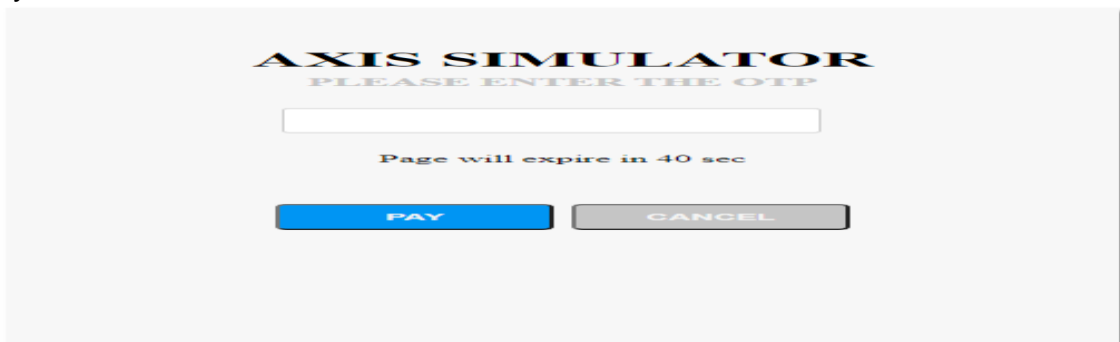 AXIS SIMULATOR
PLEASE ENTER THE OTP
Page will expire in 40 sec
PAY CANCEL